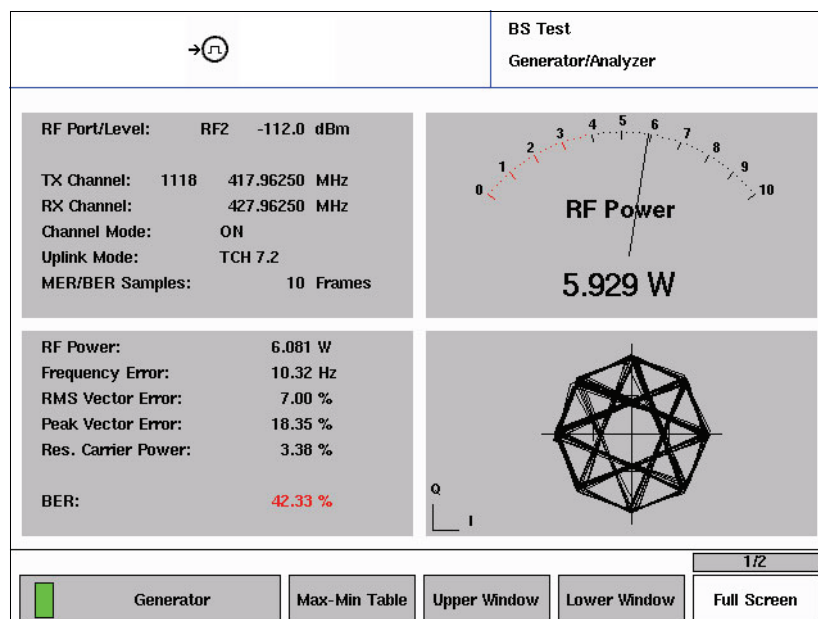 BS Test
Generator/Analyzer
RF Port/Level: RF2 -112.0 dBm
TX Channel: 1118 417.96250 MHz
RX Channel: 427.96250 MHz
Channel Mode: ON
Uplink Mode: TCH 7.2
MER/BER Samples: 10 Frames
0 1 2 3 4 5 6 7 8 9 10
RF Power
5.929 W
RF Power: 6.081 W
Frequency Error: 10.32 Hz
RMS Vector Error: 7.00 %
Peak Vector Error: 18.35 %
Res. Carrier Power: 3.38 %
BER: 42.33 %
Q
I
1/2
Generator
Max-Min Table
Upper Window
Lower Window
Full Screen